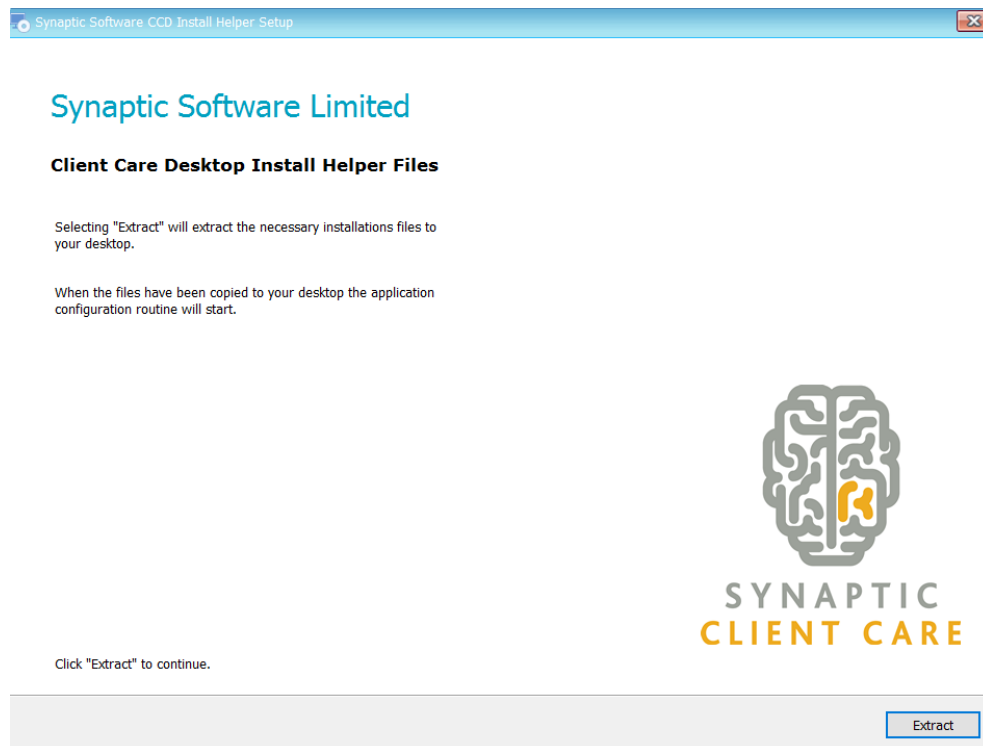 Synaptic Software CCD Install Helper Setup
Synaptic Software Limited
Client Care Desktop Install Helper Files
Selecting "Extract" will extract the necessary installations files to
your desktop.
When the files have been copied to your desktop the application
configuration routine will start.
SYNAPTIC
CLIENT CARE
Click "Extract" to continue.
Extract